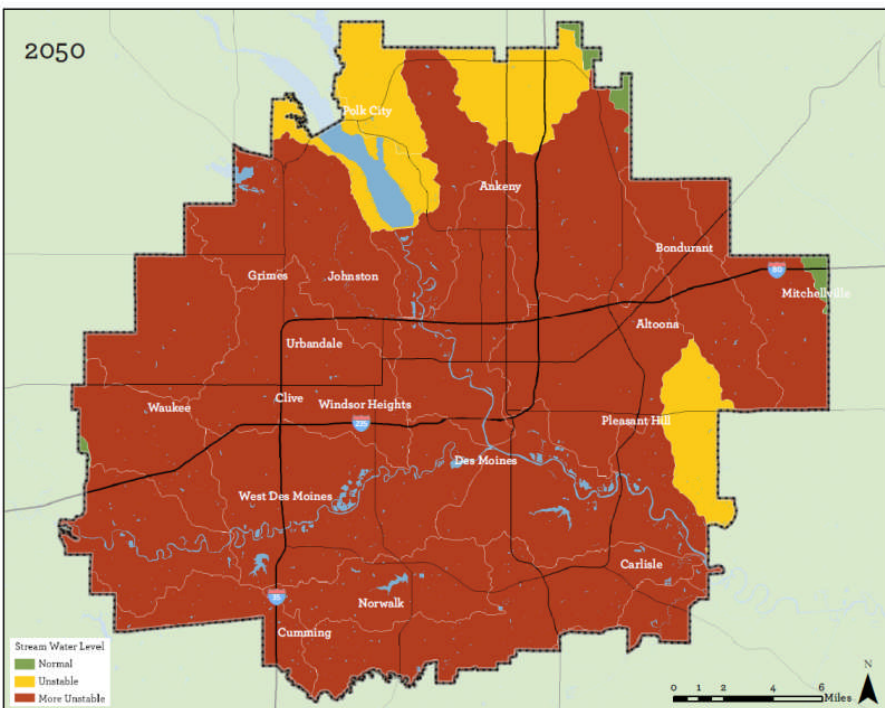 2050
Polk City
Ankeny
Bondurant
80
Grimes
Johnston
Mitchellville
Altoona
Urbandale
Clive
Waukee
Windsor Heights
235
Pleasant Hill
Des Moines
West Des Moines
Carlisle
35
Norwalk
Cumming
Stream Water Level
Normal
Unstable
More Unstable
N
0 1 2 4 6
Miles